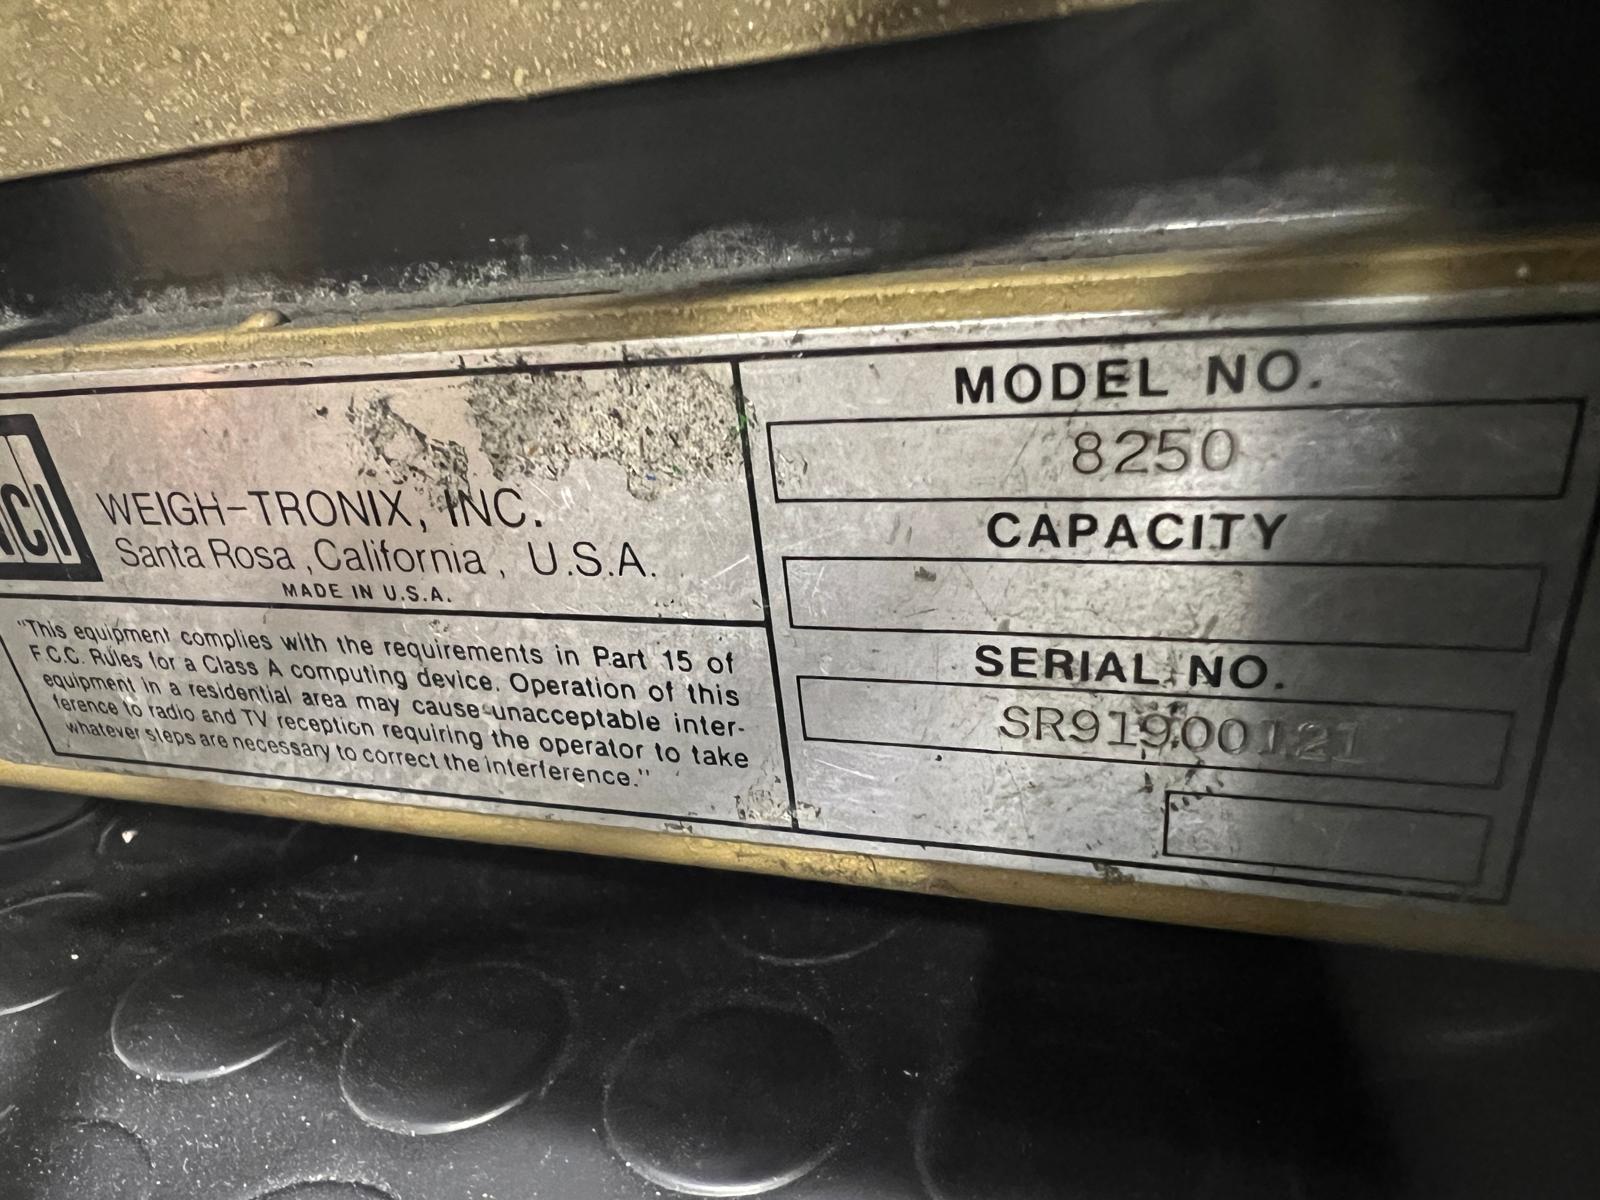 NCI
WEIGH-TRONIX, INC.
Santa Rosa, California, U.S.A.
MADE IN U.S.A.
"This equipment complies with the requirements in Part 15 of
F.C.C. Rules for a Class A computing device. Operation of this
equipment in a residential area may cause unacceptable inter-
ference to radio and TV reception requiring the operator to take
whatever steps are necessary to correct the interference."
MODEL NO.
8250
CAPACITY
SERIAL NO.
SR91900121